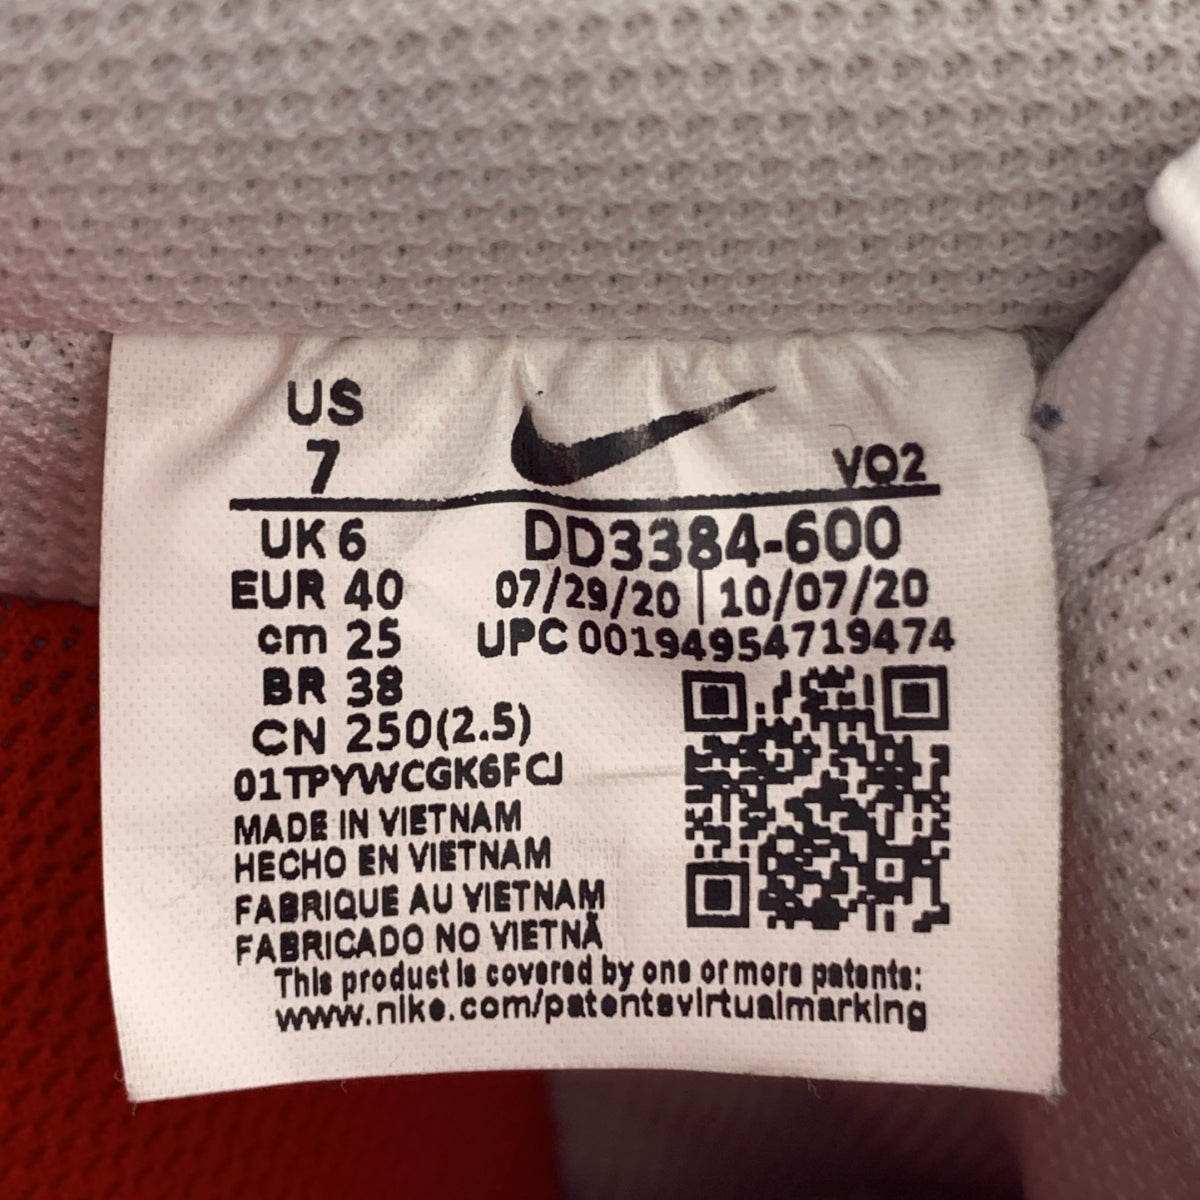 US
7
VO2
UK 6
DD3384-600
EUR 40
07/29/20 | 10/07/20
cm 25
UPC 00194954719474
BR 38
CN 250(2.5)
01TPYWCGK6FCJ
MADE IN VIETNAM
HECHO EN VIETNAM
FABRIQUE AU VIETNAM
FABRICADO NO VIETNÃ
This product is covered by one or more patents:
www.nike.com/patentsvirtualmarking